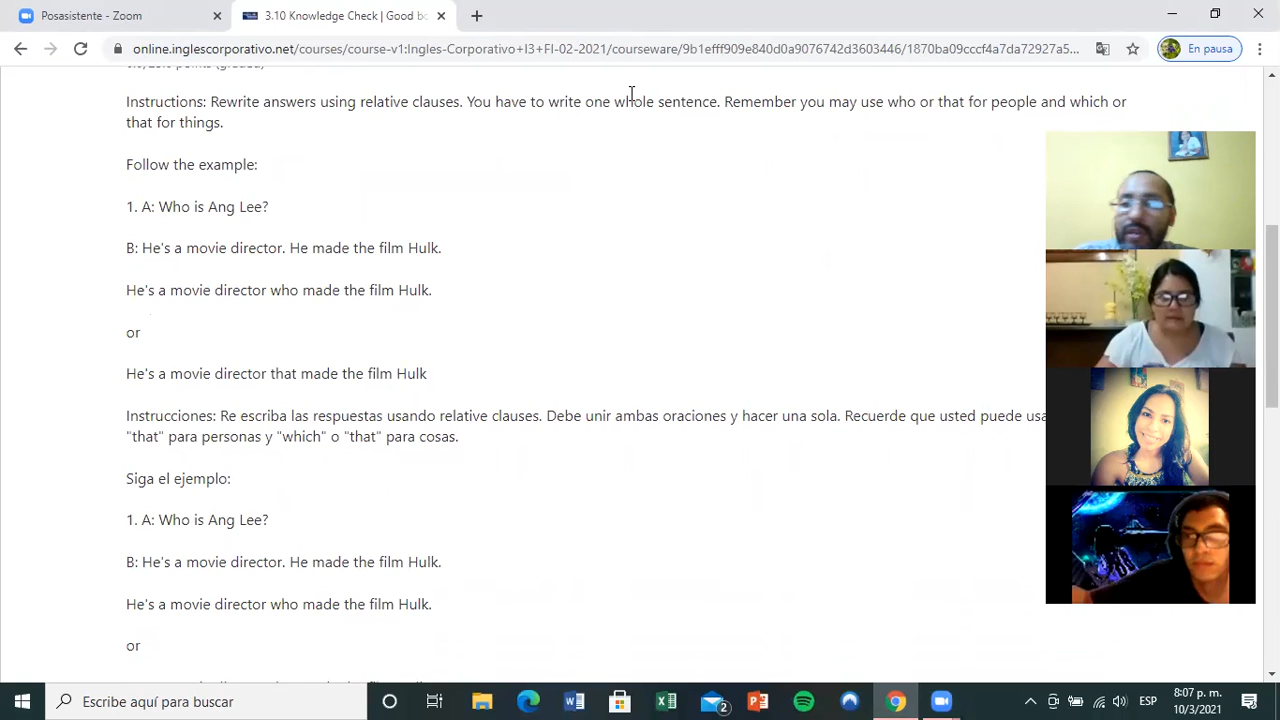 Posasistente - Zoom
3.10 Knowledge Check | Good bo
online.inglescorporativo.net/courses/course-v1:Ingles-Corporativo+I3+FI-02-2021/courseware/9b1efff909e840d0a9076742d3603446/1870ba09cccf4a7da72927a5...
En pausa
Instructions: Rewrite answers using relative clauses. You have to write one whole sentence. Remember you may use who or that for people and which or
that for things.
Follow the example:
1. A: Who is Ang Lee?
B: He's a movie director. He made the film Hulk.
He's a movie director who made the film Hulk.
or
He's a movie director that made the film Hulk
Instrucciones: Re escriba las respuestas usando relative clauses. Debe unir ambas oraciones y hacer una sola. Recuerde que usted puede usa
"that" para personas y "which" o "that" para cosas.
Siga el ejemplo:
1. A: Who is Ang Lee?
B: He's a movie director. He made the film Hulk.
He's a movie director who made the film Hulk.
or
Escribe aquí para buscar
2
ESP
8:07 p. m.
10/3/2021